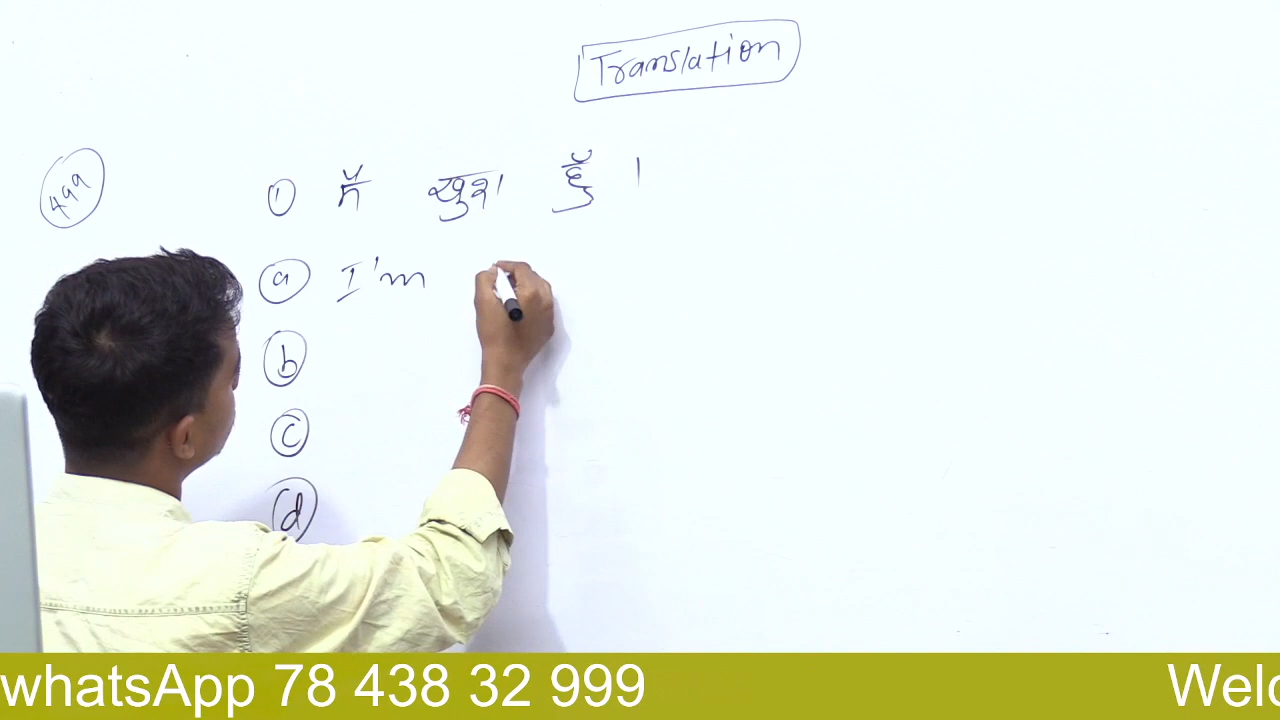 Translation
499
① मैं खुश हूँ ।
ⓐ I'm
ⓑ
ⓒ
ⓓ
whatsApp 78 438 32 999 Welc